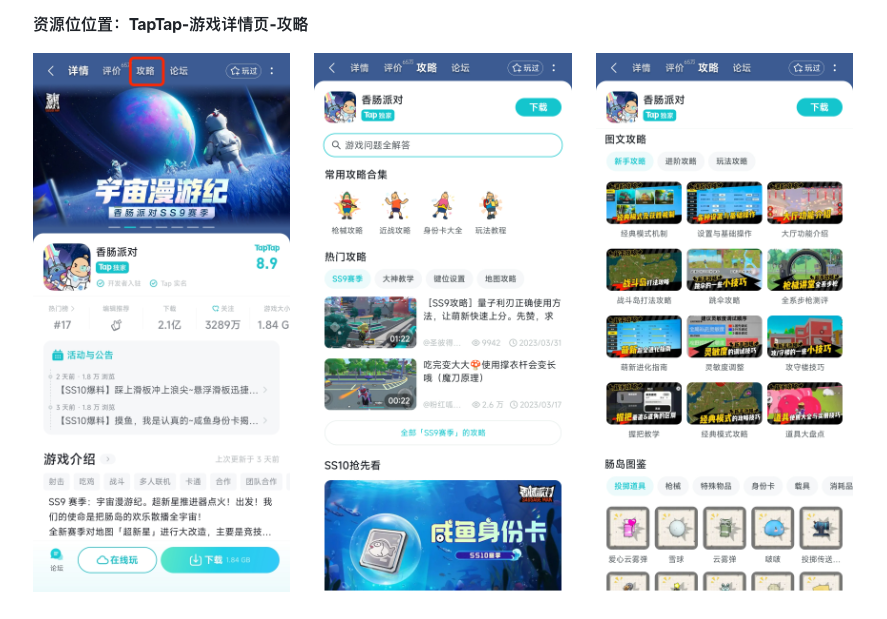 资源位位置：TapTap-游戏详情页-攻略
详情 评价 攻略 论坛 玩过
宇宙漫游纪
香肠派对SS9赛季
香肠派对
Tap 独家
开发者入驻 Tap 实名
TapTap
8.9
热门榜 编辑推荐 下载 关注 游戏大小
#17 2.1亿 3289万 1.84 G
活动与公告
2 天前 · 1.8 万 浏览
【SS10爆料】踩上滑板冲上浪尖~悬浮滑板迅捷...
3 天前 · 1.8 万 浏览
【SS10爆料】摸鱼，我是认真的~咸鱼身份卡揭...
游戏介绍
上次更新于 3 天前
射击 吃鸡 战斗 多人联机 卡通 合作 团队合作
SS9 赛季：宇宙漫游纪。超新星推进器点火！出发！我
们的使命是把肠岛的欢乐散播全宇宙！
全新赛季对地图「超新星」进行大改造，主要是竞技...
论坛
在线玩
下载 1.84 GB
详情 评价 攻略 论坛 玩过
香肠派对
Tap 独家
下载
游戏问题全解答
常用攻略合集
枪械攻略 近战攻略 身份卡大全 玩法教程
热门攻略
SS9赛季 大神教学 键位设置 地图攻略
【SS9攻略】量子利刃正确使用方
法，让萌新快速上分。先赞，求
01:22
9942 2023/03/31
吃完变大大使用撑衣杆会变长
哦（魔刀原理）
00:22
2.6 万 2023/03/17
全部「SS9赛季」的攻略
SS10抢先看
咸鱼身份卡
SS10赛季
详情 评价 攻略 论坛 玩过
香肠派对
Tap 独家
下载
图文攻略
新手攻略 进阶攻略 玩法攻略
经典模式机制 设置与基础操作 大厅功能介绍
战斗岛打法攻略 跳伞攻略 全系步枪测评
萌新进化指南 灵敏度调整 攻守楼技巧
握把教学 经典模式攻略 道具大盘点
肠岛图鉴
投掷道具 枪械 特殊物品 身份卡 载具 消耗品
爱心云雾弹 雪球 云雾弹 啵啵 投掷传送...